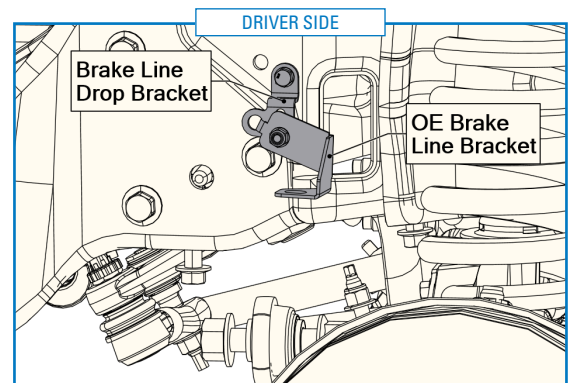 DRIVER SIDE
Brake Line
Drop Bracket
OE Brake
Line Bracket